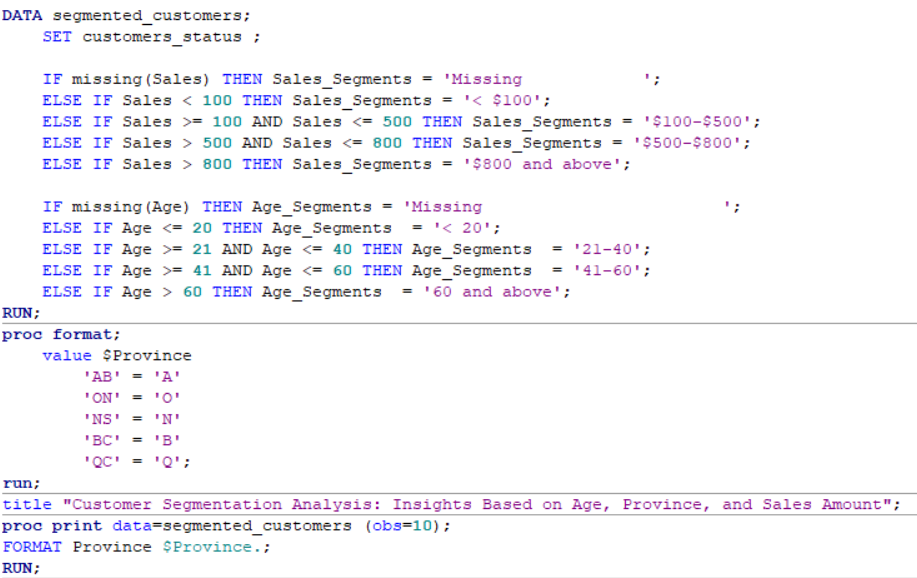 DATA segmented_customers;
    SET customers_status ;

    IF missing(Sales) THEN Sales_Segments = 'Missing            ';
    ELSE IF Sales < 100 THEN Sales_Segments = '< $100';
    ELSE IF Sales >= 100 AND Sales <= 500 THEN Sales_Segments = '$100-$500';
    ELSE IF Sales > 500 AND Sales <= 800 THEN Sales_Segments = '$500-$800';
    ELSE IF Sales > 800 THEN Sales_Segments = '$800 and above';

    IF missing(Age) THEN Age_Segments = 'Missing                        ';
    ELSE IF Age <= 20 THEN Age_Segments  = '< 20';
    ELSE IF Age >= 21 AND Age <= 40 THEN Age_Segments  = '21-40';
    ELSE IF Age >= 41 AND Age <= 60 THEN Age_Segments  = '41-60';
    ELSE IF Age > 60 THEN Age_Segments  = '60 and above';
RUN;
proc format;
    value $Province
        'AB' = 'A'
        'ON' = 'O'
        'NS' = 'N'
        'BC' = 'B'
        'QC' = 'Q';
run;
title "Customer Segmentation Analysis: Insights Based on Age, Province, and Sales Amount";
proc print data=segmented_customers (obs=10);
FORMAT Province $Province.;
RUN;